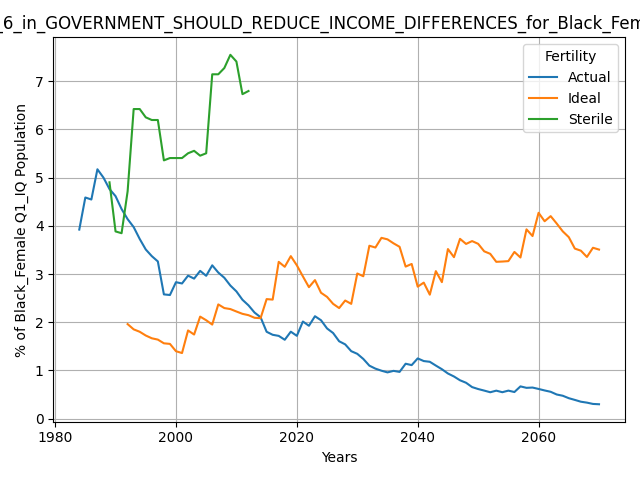 _6_in_GOVERNMENT_SHOULD_REDUCE_INCOME_DIFFERENCES_for_Black_Fem
% of Black_Female Q1_IQ Population
7
6
5
4
3
2
1
0
1980
2000
2020
2040
2060
Years
Fertility
Actual
Ideal
Sterile